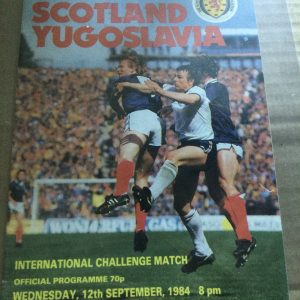 SCOTLAND
YUGOSLAVIA
INTERNATIONAL CHALLENGE MATCH
OFFICIAL PROGRAMME 70p
WEDNESDAY, 12th SEPTEMBER, 1984 8 pm